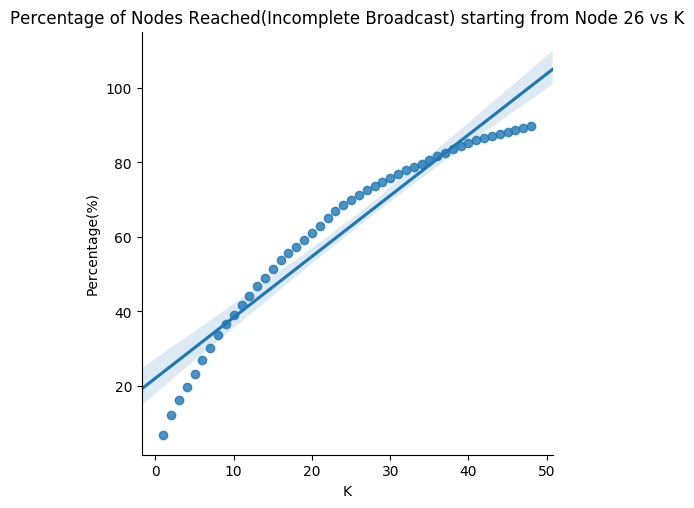 Percentage of Nodes Reached(Incomplete Broadcast) starting from Node 26 vs K
100
80
60
40
20
Percentage(%)
0 10 20 30 40 50
K